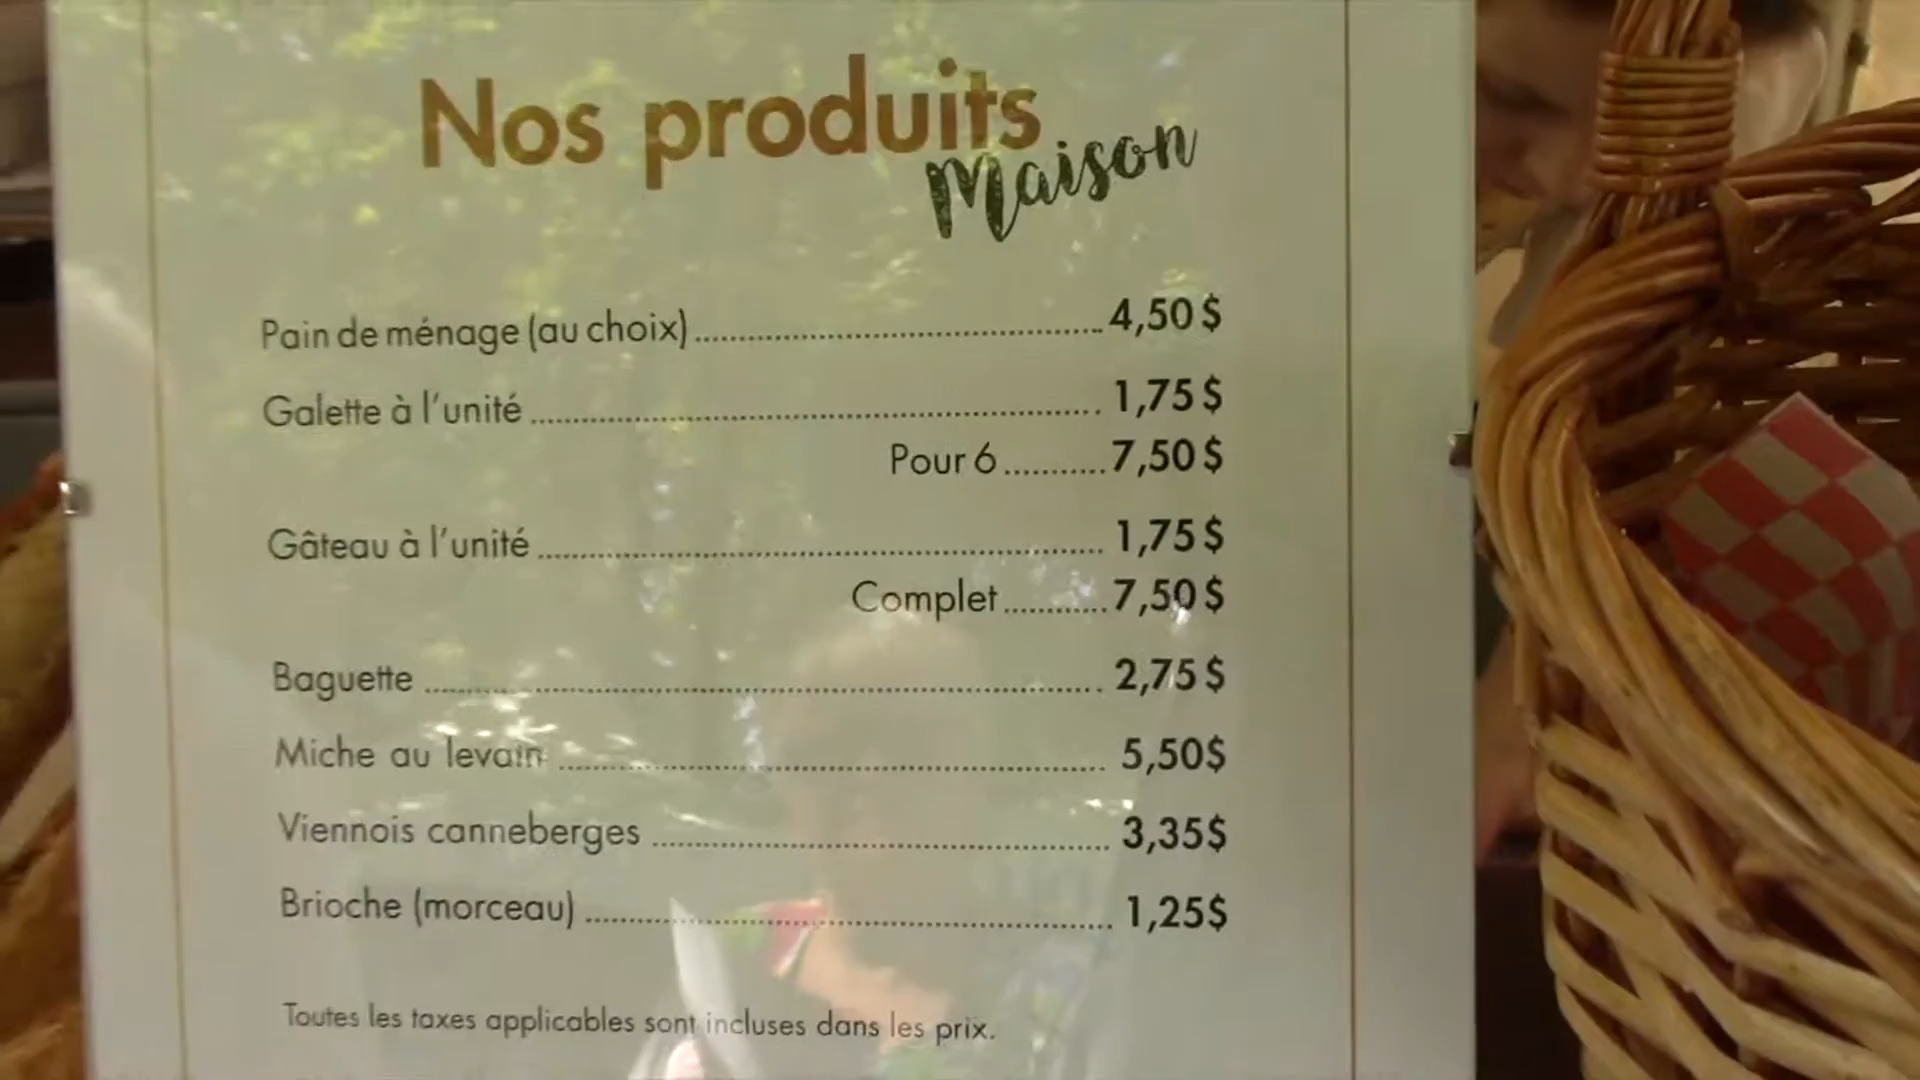 Nos produits
Maison
Pain de ménage (au choix) 4,50 $
Galette à l'unité 1,75 $
Pour 6 7,50 $
Gâteau à l'unité 1,75 $
Complet 7,50 $
Baguette 2,75 $
Miche au levain 5,50$
Viennois canneberges 3,35$
Brioche (morceau) 1,25$
Toutes les taxes applicables sont incluses dans les prix.